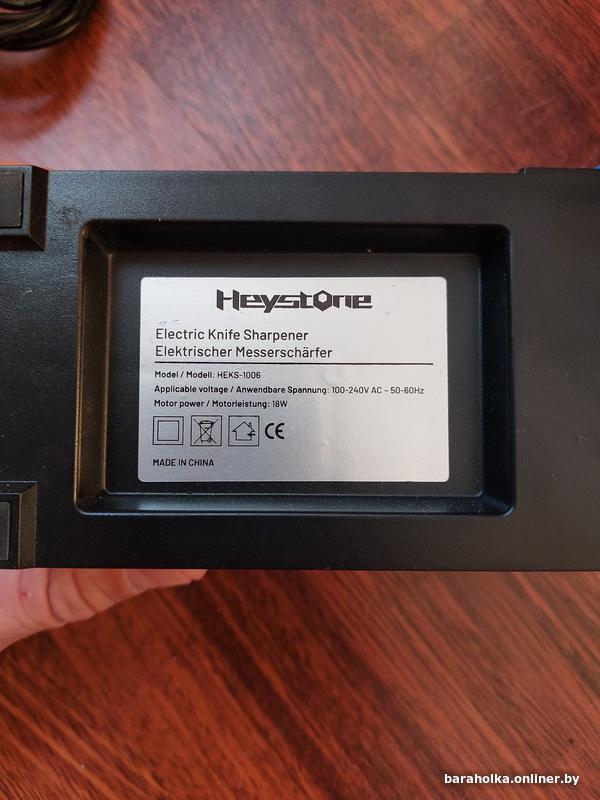 HeystOne
Electric Knife Sharpener
Elektrischer Messerschärfer
Model / Modell: HEKS-1006
Applicable voltage / Anwendbare Spannung: 100-240V AC ~ 50-60Hz
Motor power / Motorleistung: 18W
CE
MADE IN CHINA
baraholka.onliner.by